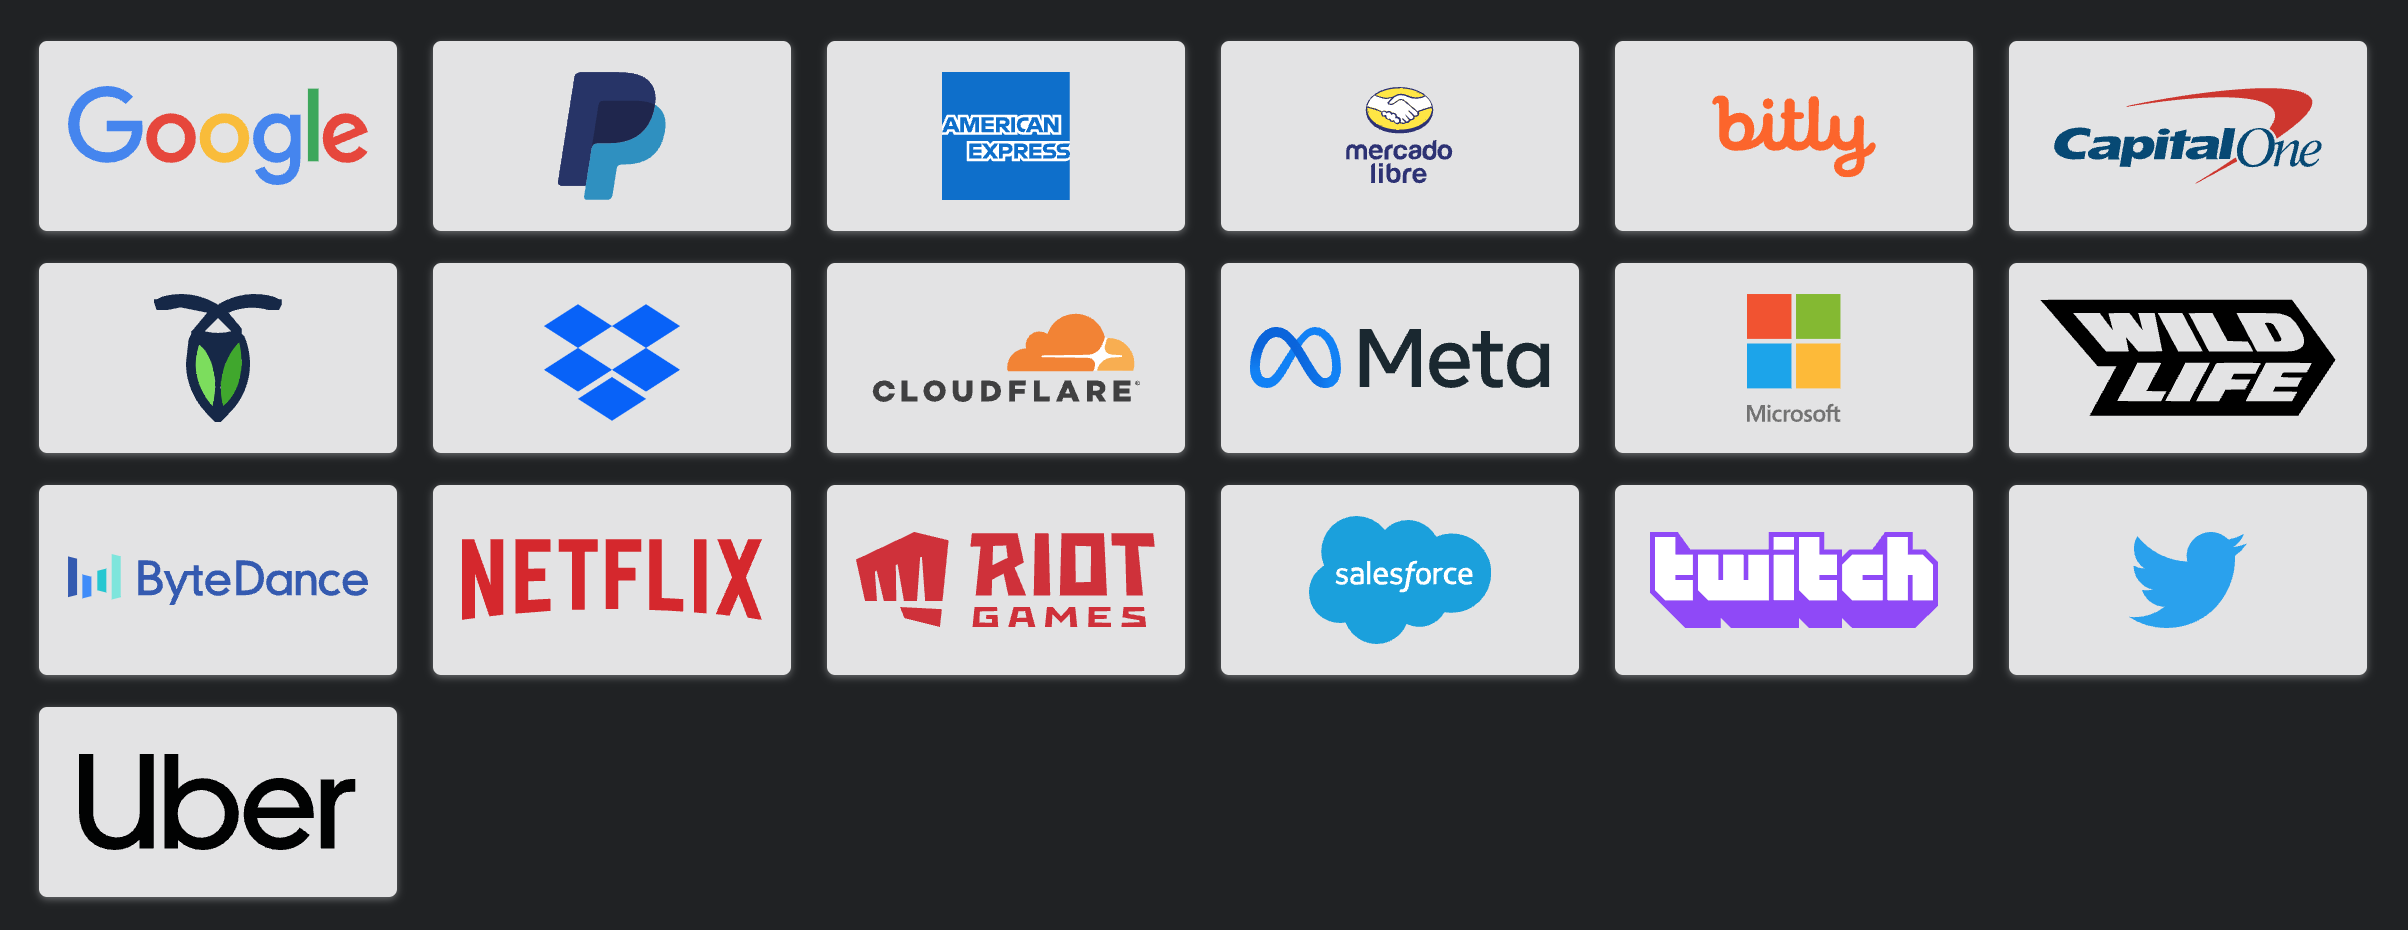 Google
AMERICAN
EXPRESS
mercado
libre
bitly
CapitalOne
CLOUDFLARE
Meta
Microsoft
WILD
LIFE
ByteDance
NETFLIX
RIOT
GAMES
salesforce
twitch
Uber